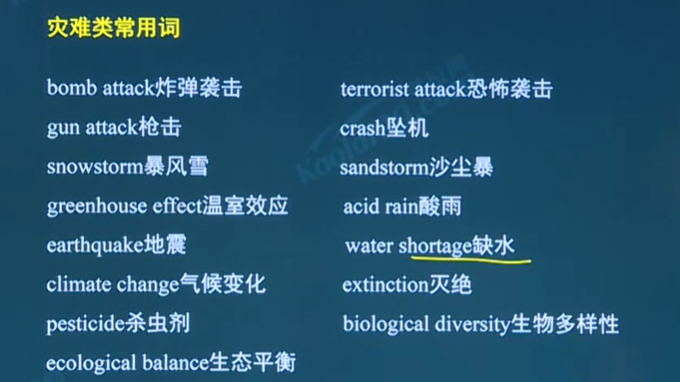 灾难类常用词
bomb attack炸弹袭击
terrorist attack恐怖袭击
gun attack枪击
crash坠机
snowstorm暴风雪
sandstorm沙尘暴
greenhouse effect温室效应
acid rain酸雨
earthquake地震
water shortage缺水
climate change气候变化
extinction灭绝
pesticide杀虫剂
biological diversity生物多样性
ecological balance生态平衡